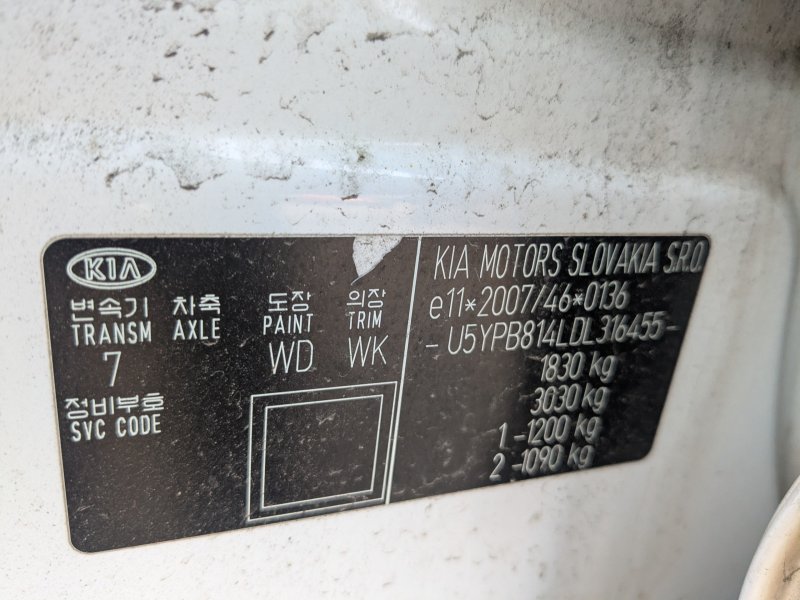 KIA
변속기 차축 도장 의장
TRANSM AXLE PAINT TRIM
7 WD WK
정비부호
SVC CODE
KIA MOTORS SLOVAKIA S.R.O.
e11*2007/46*0136
- U5YPB814LDL316455 -
1830 kg
3030 kg
1 -1200 kg
2 -1090 kg